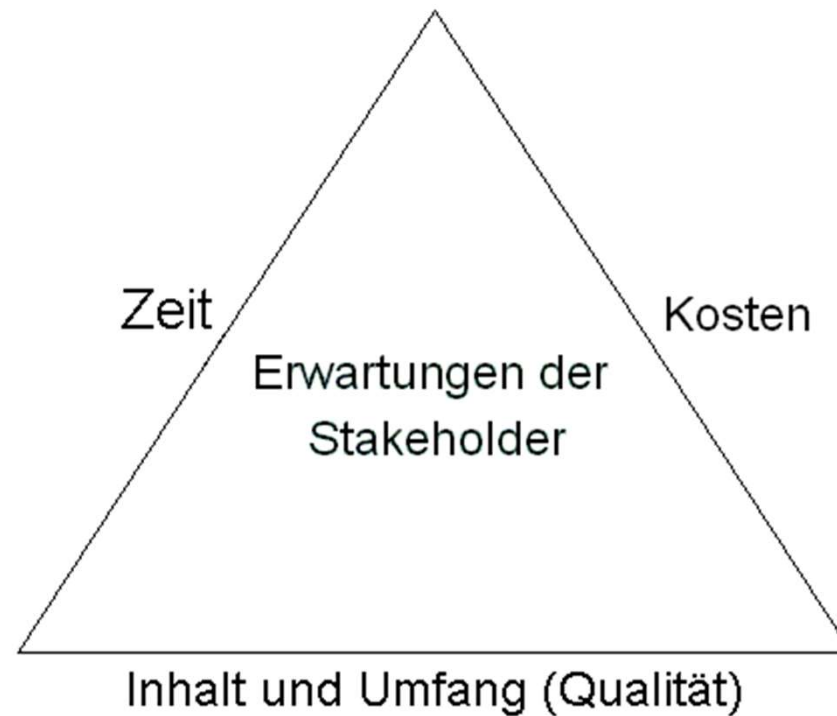 Zeit
Kosten
Erwartungen der
Stakeholder
Inhalt und Umfang (Qualität)